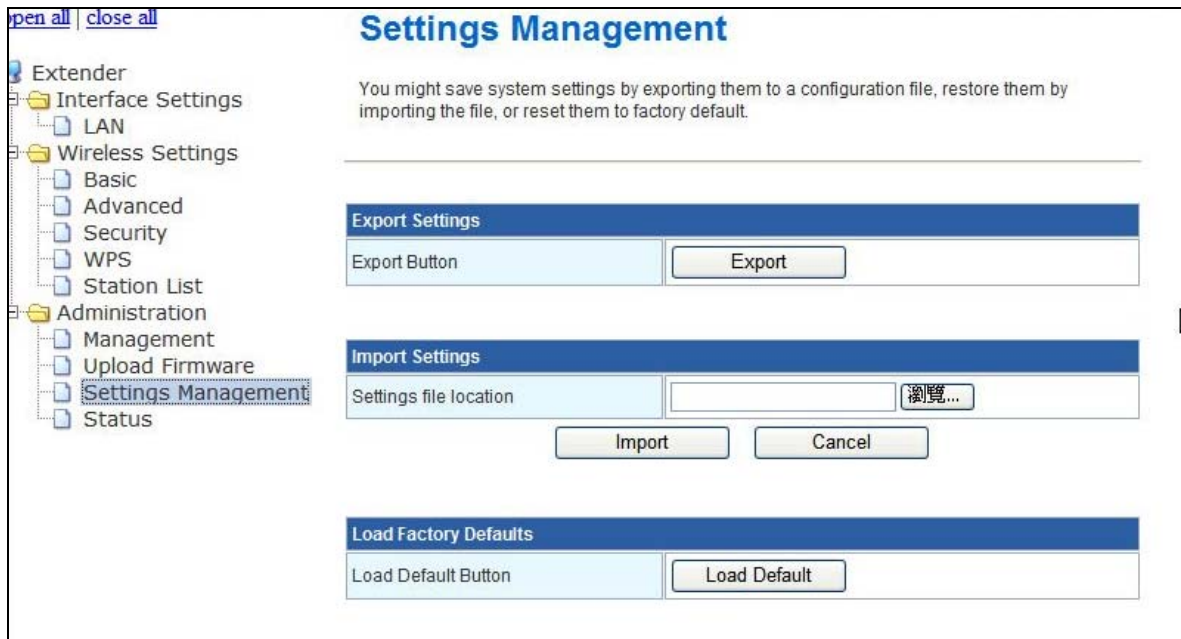 open all | close all
Extender
Interface Settings
LAN
Wireless Settings
Basic
Advanced
Security
WPS
Station List
Administration
Management
Upload Firmware
Settings Management
Status
Settings Management
You might save system settings by exporting them to a configuration file, restore them by
importing the file, or reset them to factory default.
Export Settings
Export Button Export
Import Settings
Settings file location 瀏覽...
Import Cancel
Load Factory Defaults
Load Default Button Load Default